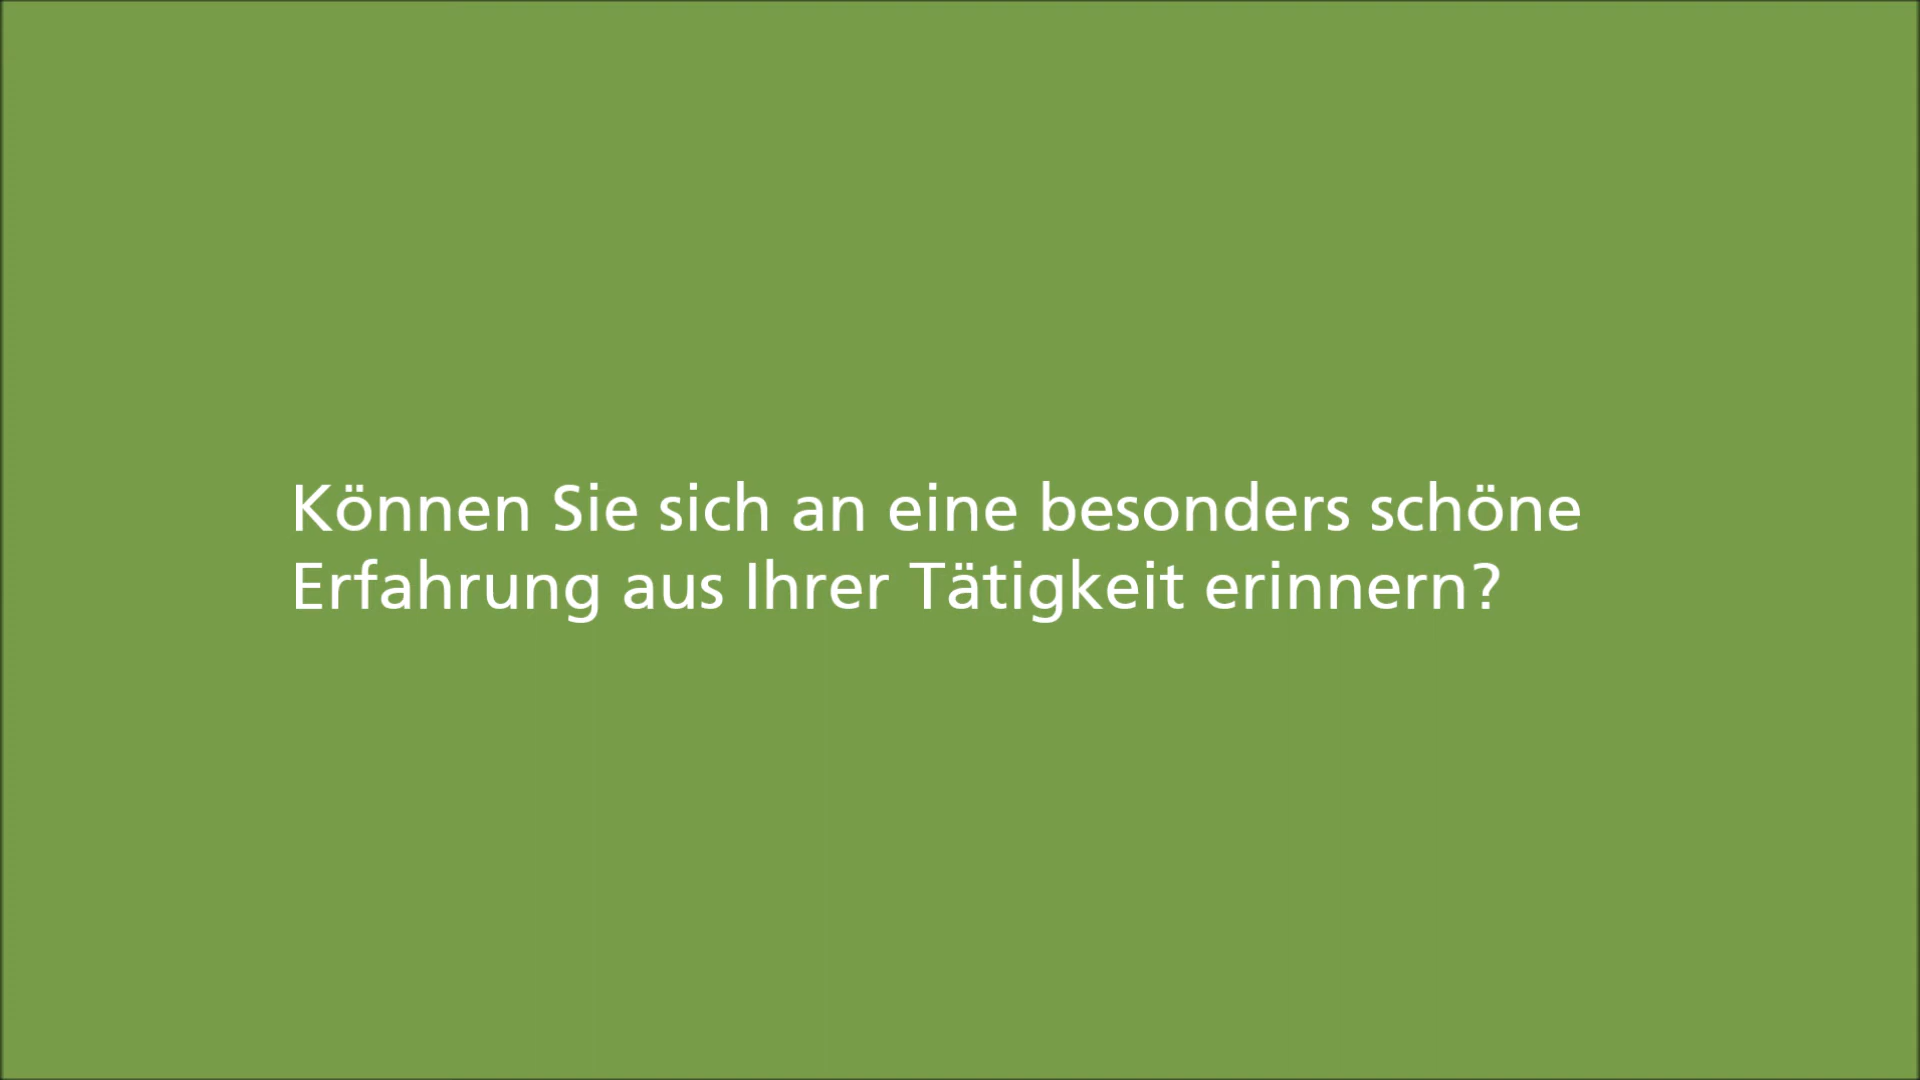 Können Sie sich an eine besonders schöne
Erfahrung aus Ihrer Tätigkeit erinnern?